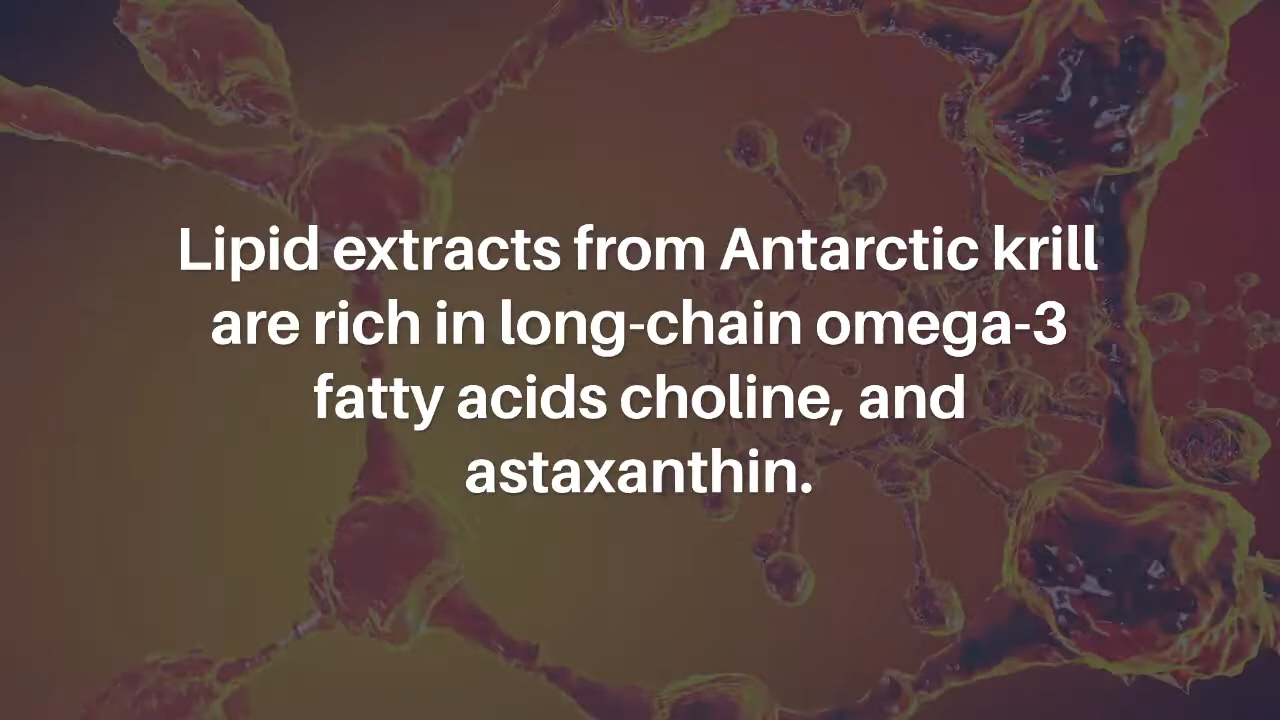 Lipid extracts from Antarctic krill
are rich in long-chain omega-3
fatty acids choline, and
astaxanthin.